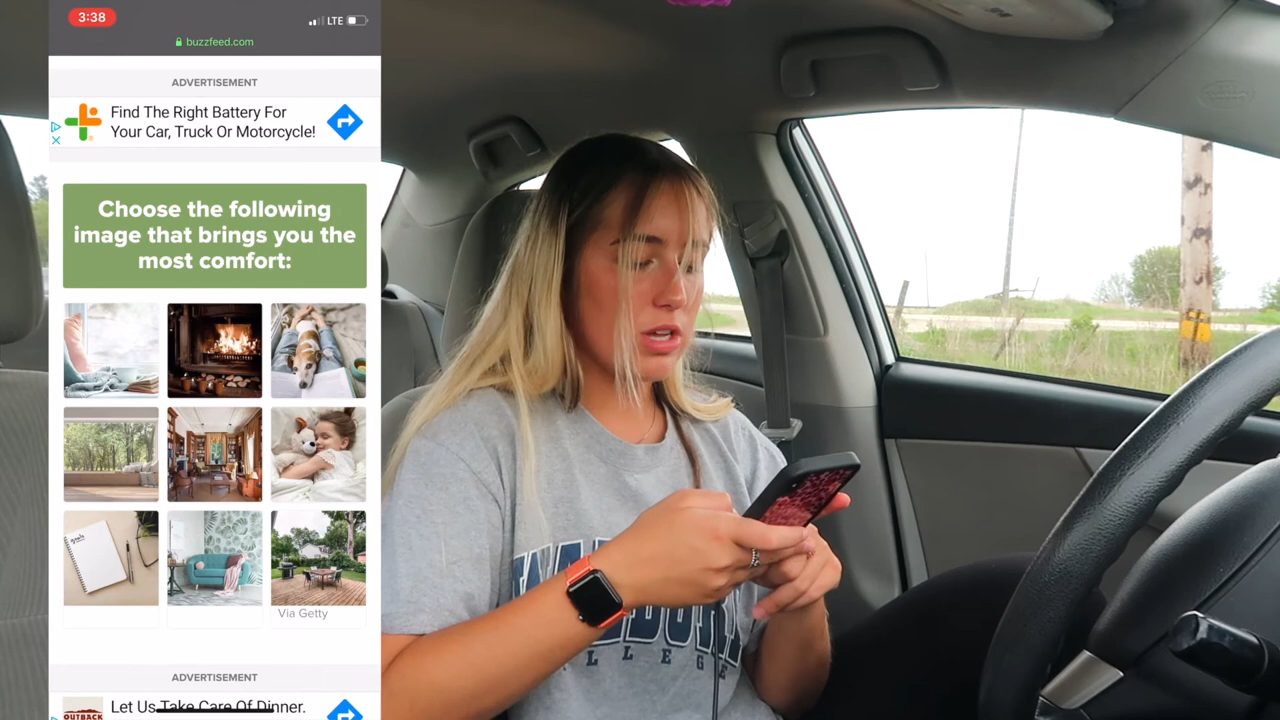 3:38
LTE
buzzfeed.com
ADVERTISEMENT
Find The Right Battery For
Your Car, Truck Or Motorcycle!
Choose the following
image that brings you the
most comfort:
goals
Via Getty
ADVERTISEMENT
OUTBACK
Let Us Take Care Of Dinner.